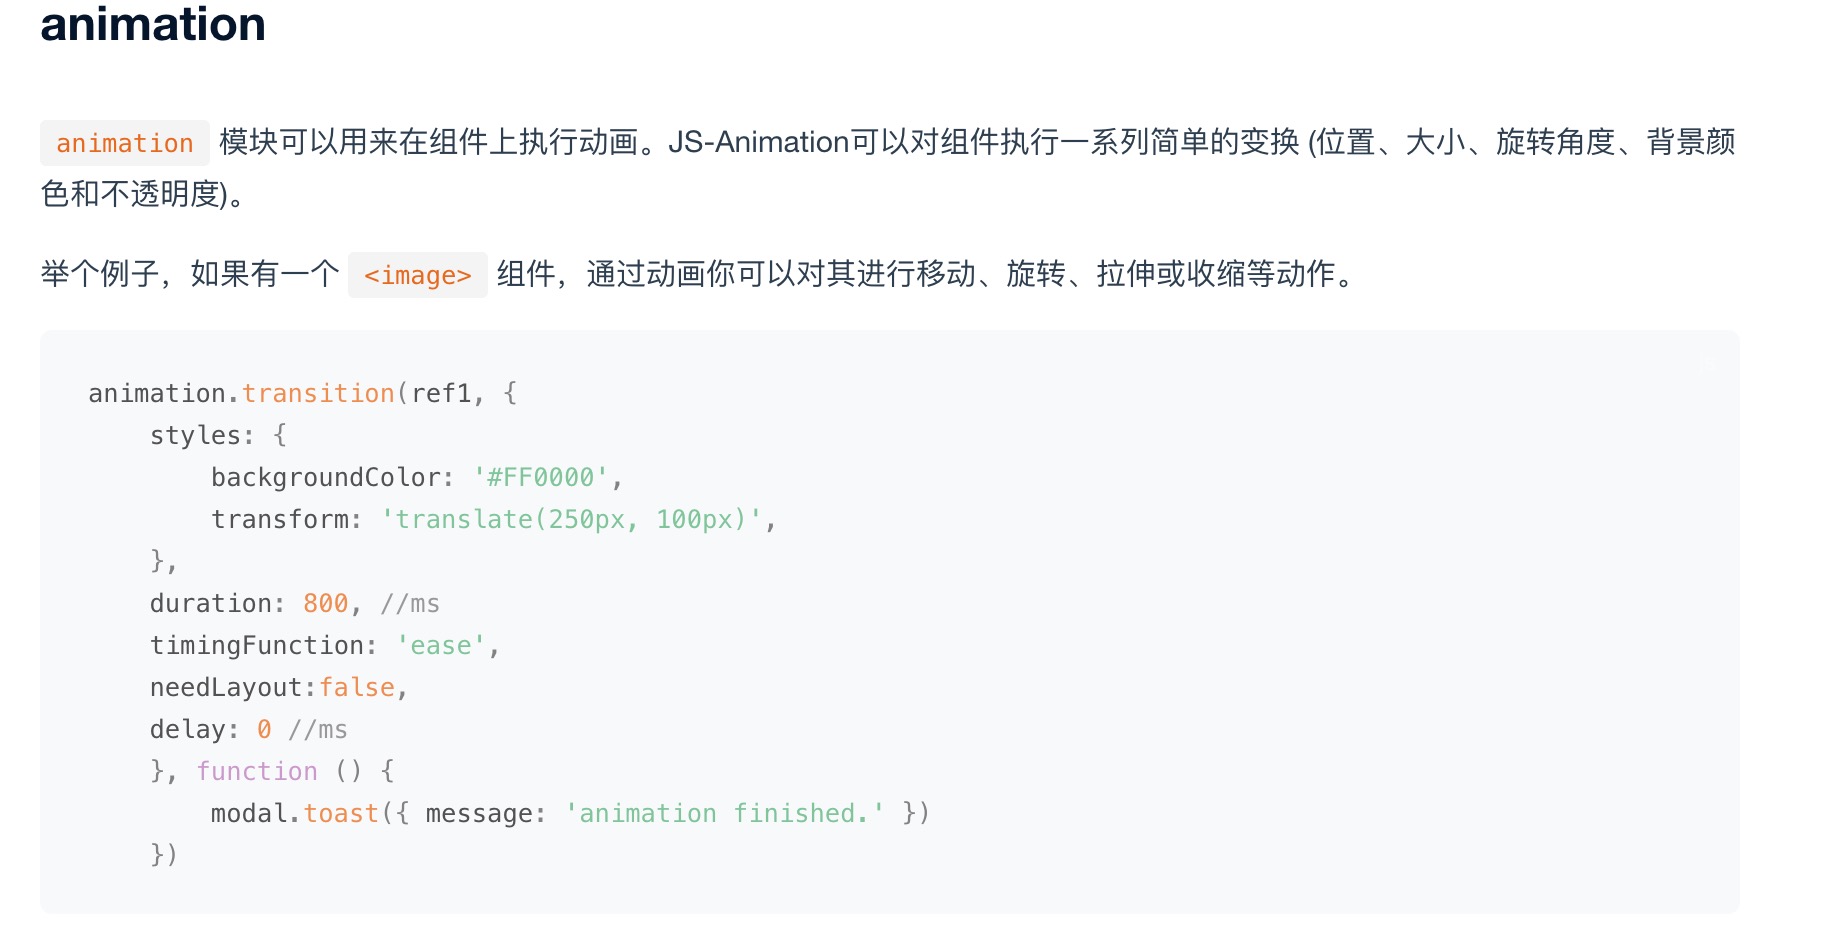 animation
animation 模块可以用来在组件上执行动画。JS-Animation可以对组件执行一系列简单的变换 (位置、大小、旋转角度、背景颜
色和不透明度)。
举个例子，如果有一个 <image> 组件，通过动画你可以对其进行移动、旋转、拉伸或收缩等动作。
animation.transition(ref1, {
    styles: {
        backgroundColor: '#FF0000',
        transform: 'translate(250px, 100px)',
    },
    duration: 800, //ms
    timingFunction: 'ease',
    needLayout:false,
    delay: 0 //ms
    }, function () {
        modal.toast({ message: 'animation finished.' })
    })